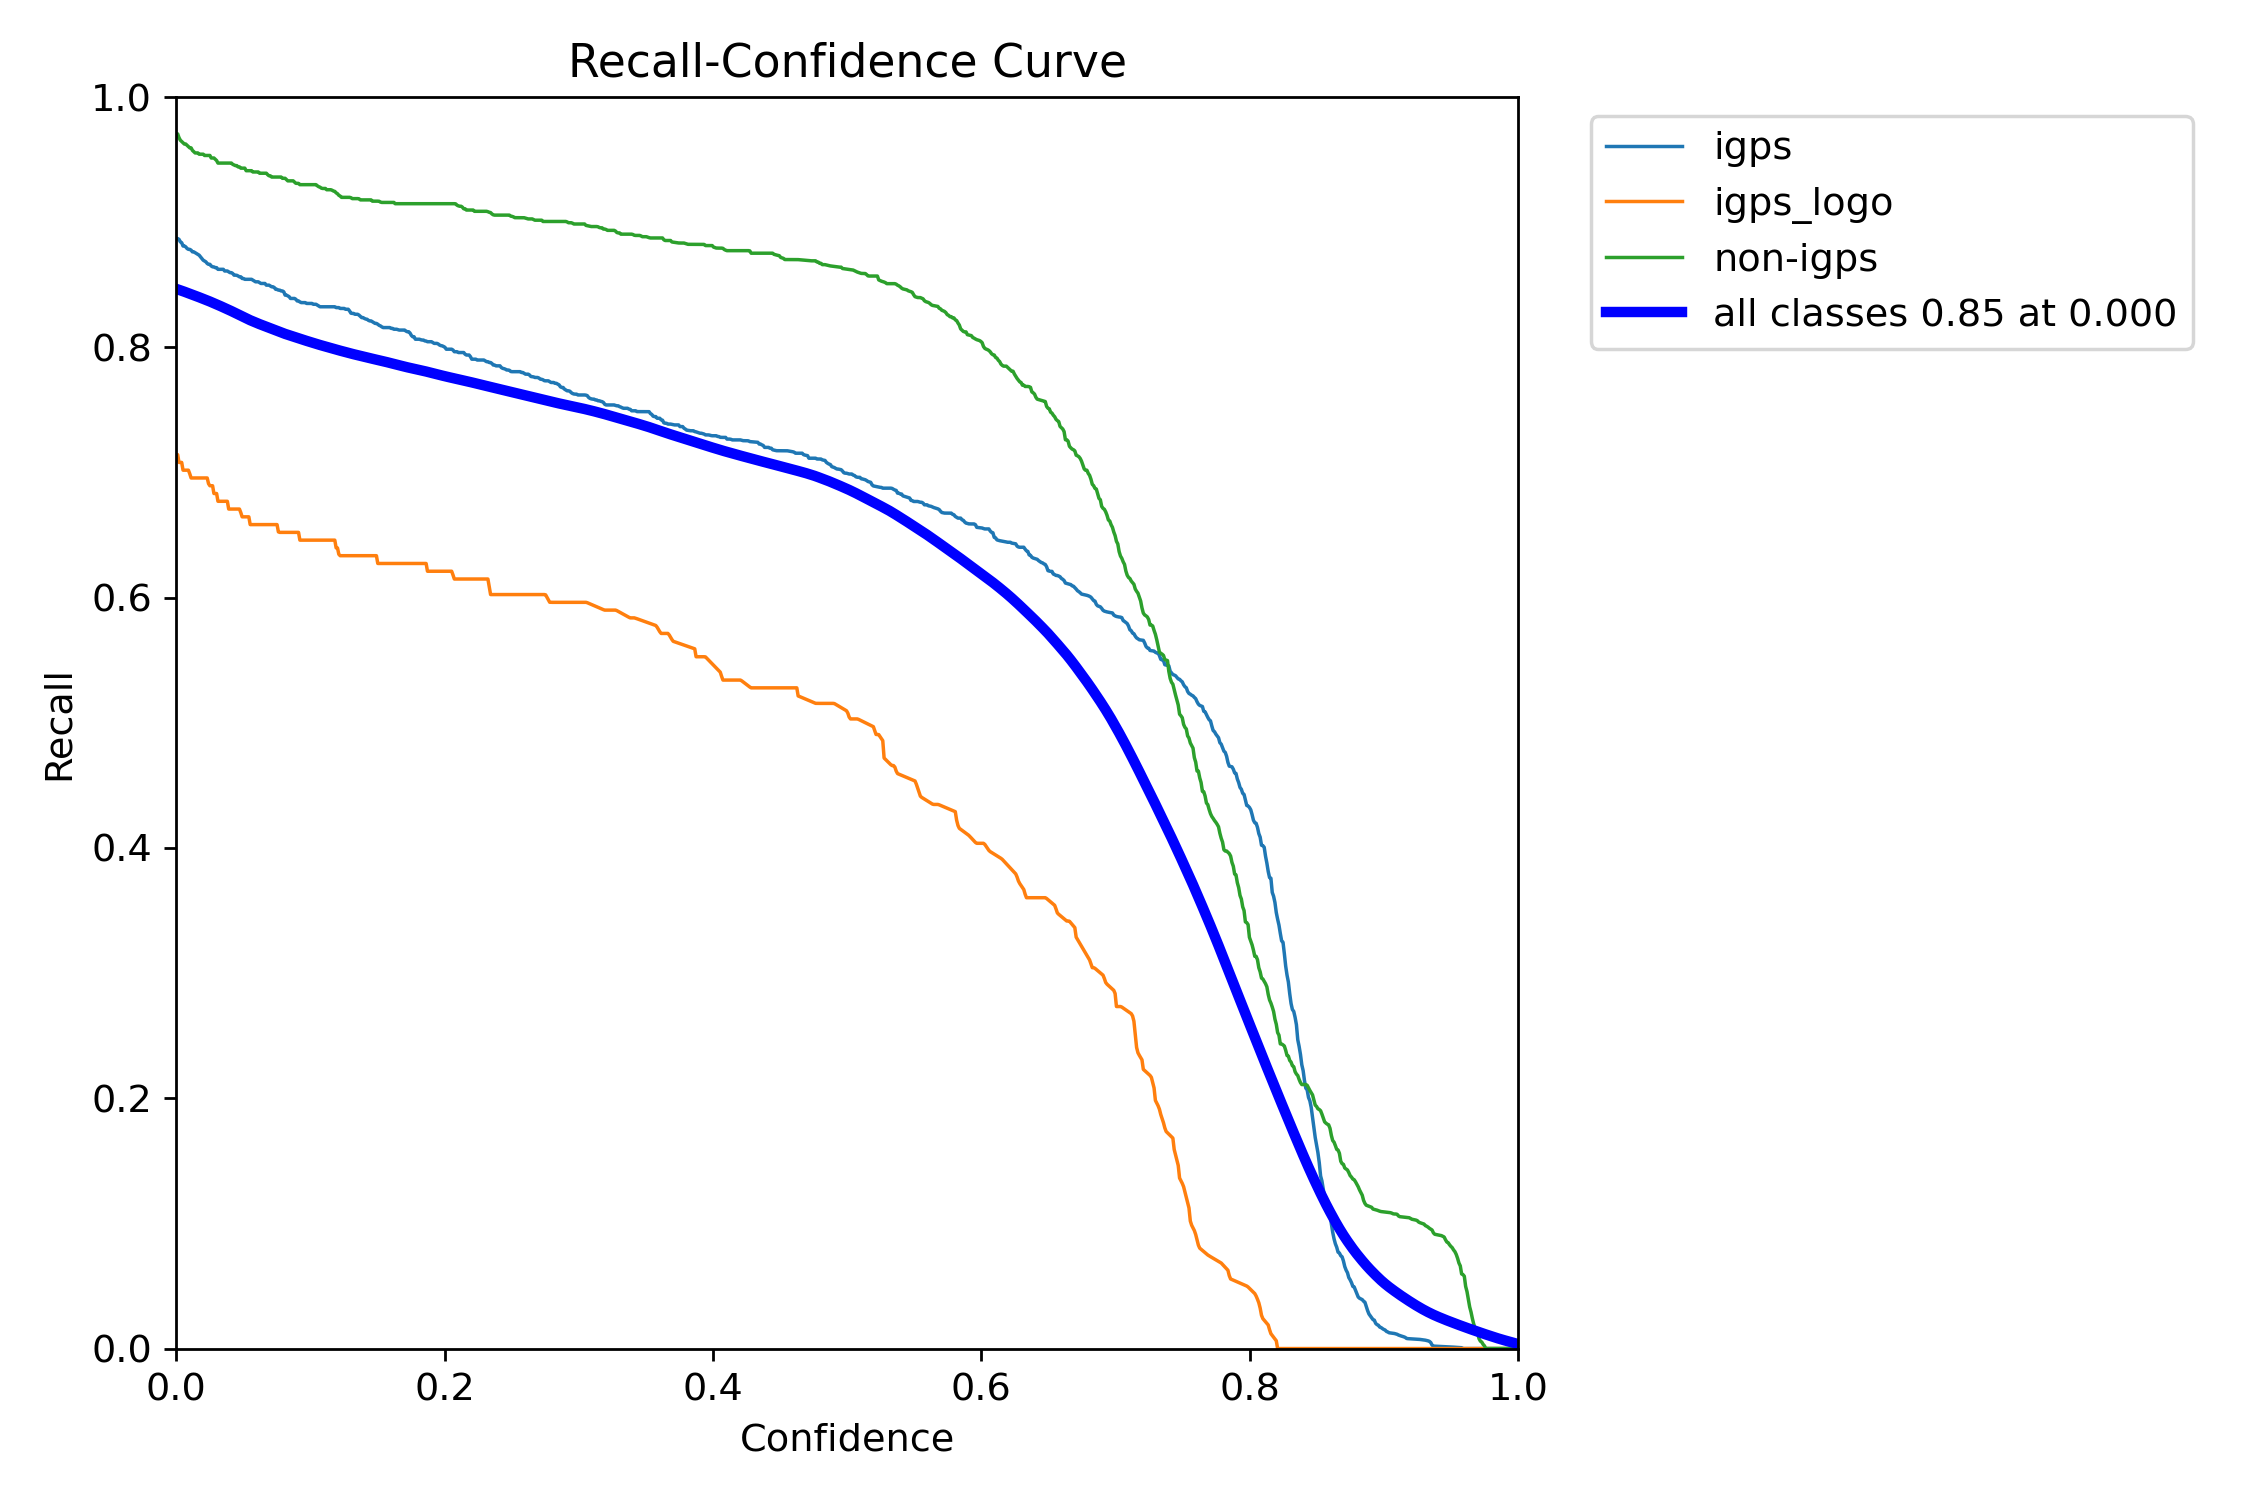 Recall-Confidence Curve
1.0
0.8
0.6
0.4
0.2
0.0
Recall
0.0 0.2 0.4 0.6 0.8 1.0
Confidence
igps
igps_logo
non-igps
all classes 0.85 at 0.000